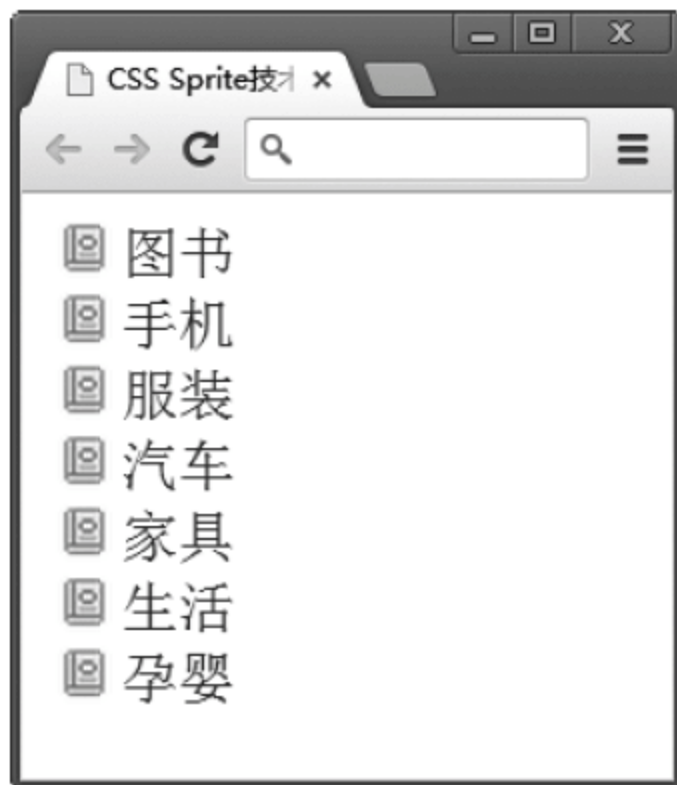 CSS Sprite技
图书
手机
服装
汽车
家具
生活
孕婴